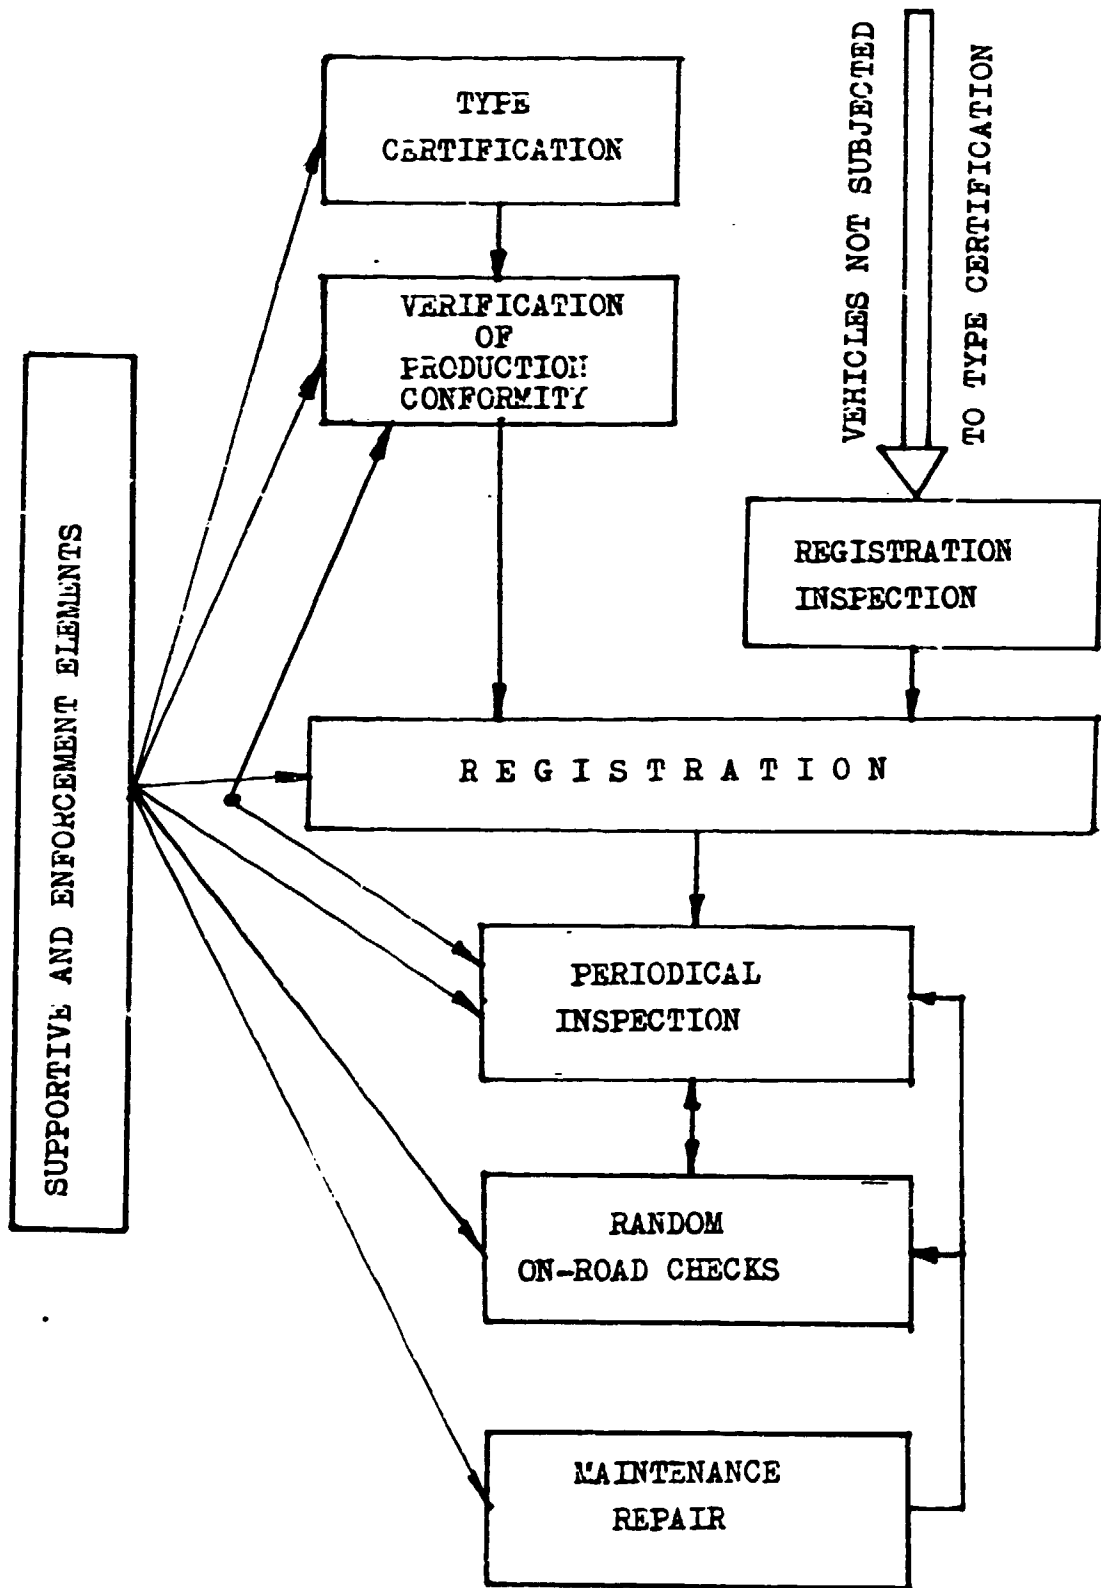 TYPE
CERTIFICATION
VEHICLES NOT SUBJECTED
TO TYPE CERTIFICATION
VERIFICATION
OF
PRODUCTION
CONFORMITY
REGISTRATION
INSPECTION
SUPPORTIVE AND ENFORCEMENT ELEMENTS
R E G I S T R A T I O N
PERIODICAL
INSPECTION
RANDOM
ON-ROAD CHECKS
MAINTENANCE
REPAIR